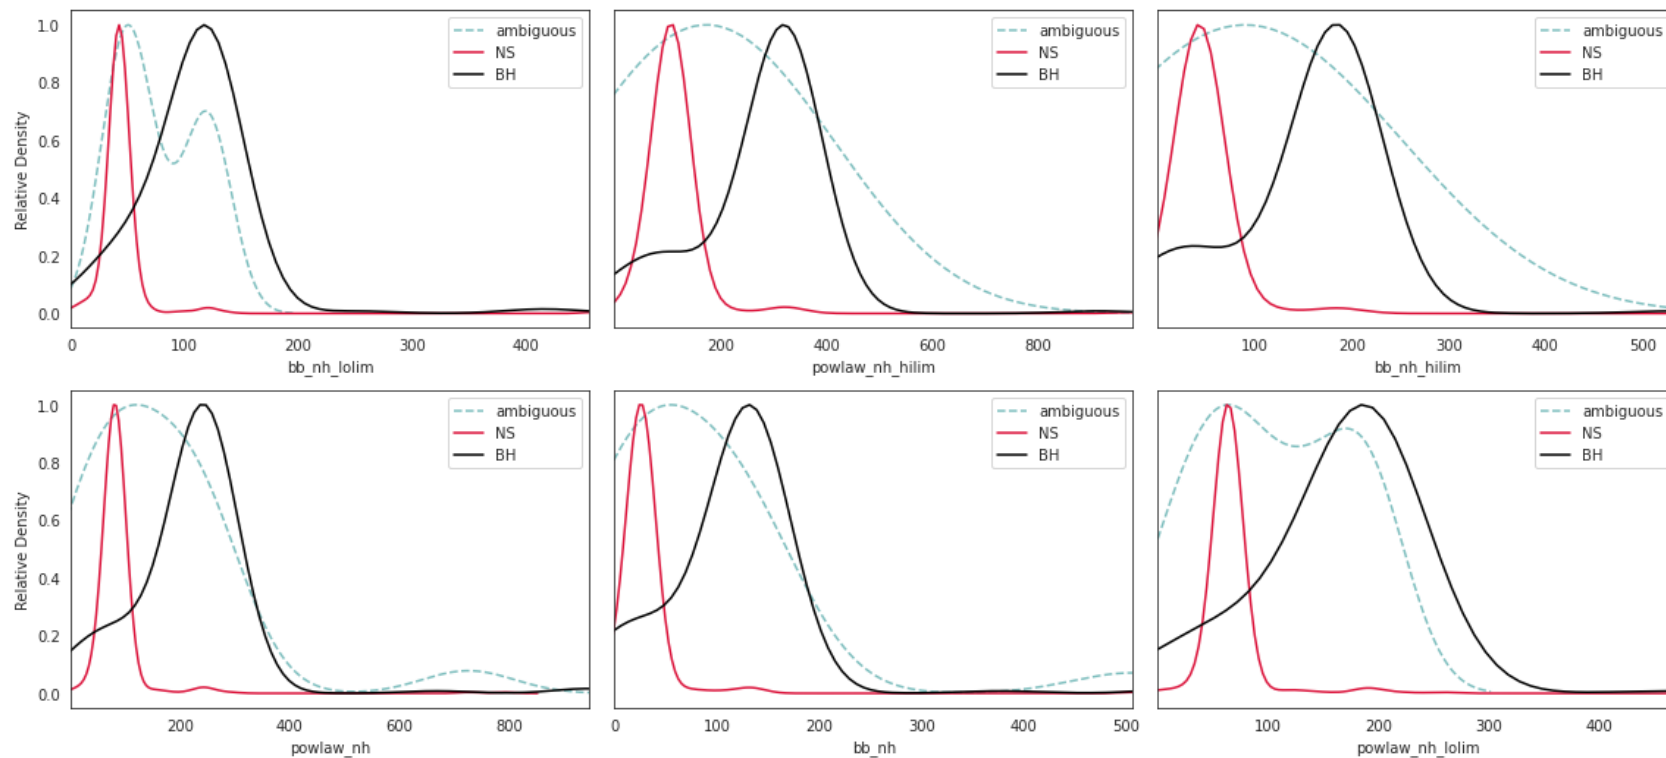 ambiguous
NS
BH
Relative Density
1.0
0.8
0.6
0.4
0.2
0.0
0 100 200 300 400
bb_nh_lolim
ambiguous
NS
BH
200 400 600 800
powlaw_nh_hilim
ambiguous
NS
BH
100 200 300 400 500
bb_nh_hilim
ambiguous
NS
BH
Relative Density
1.0
0.8
0.6
0.4
0.2
0.0
200 400 600 800
powlaw_nh
ambiguous
NS
BH
0 100 200 300 400 500
bb_nh
ambiguous
NS
BH
100 200 300 400
powlaw_nh_lolim